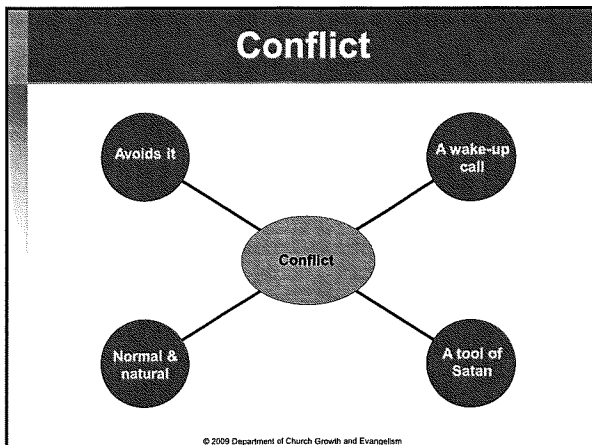 Conflict
Avoids it
A wake-up
call
Conflict
Normal &
natural
A tool of
Satan
© 2009 Department of Church Growth and Evangelism